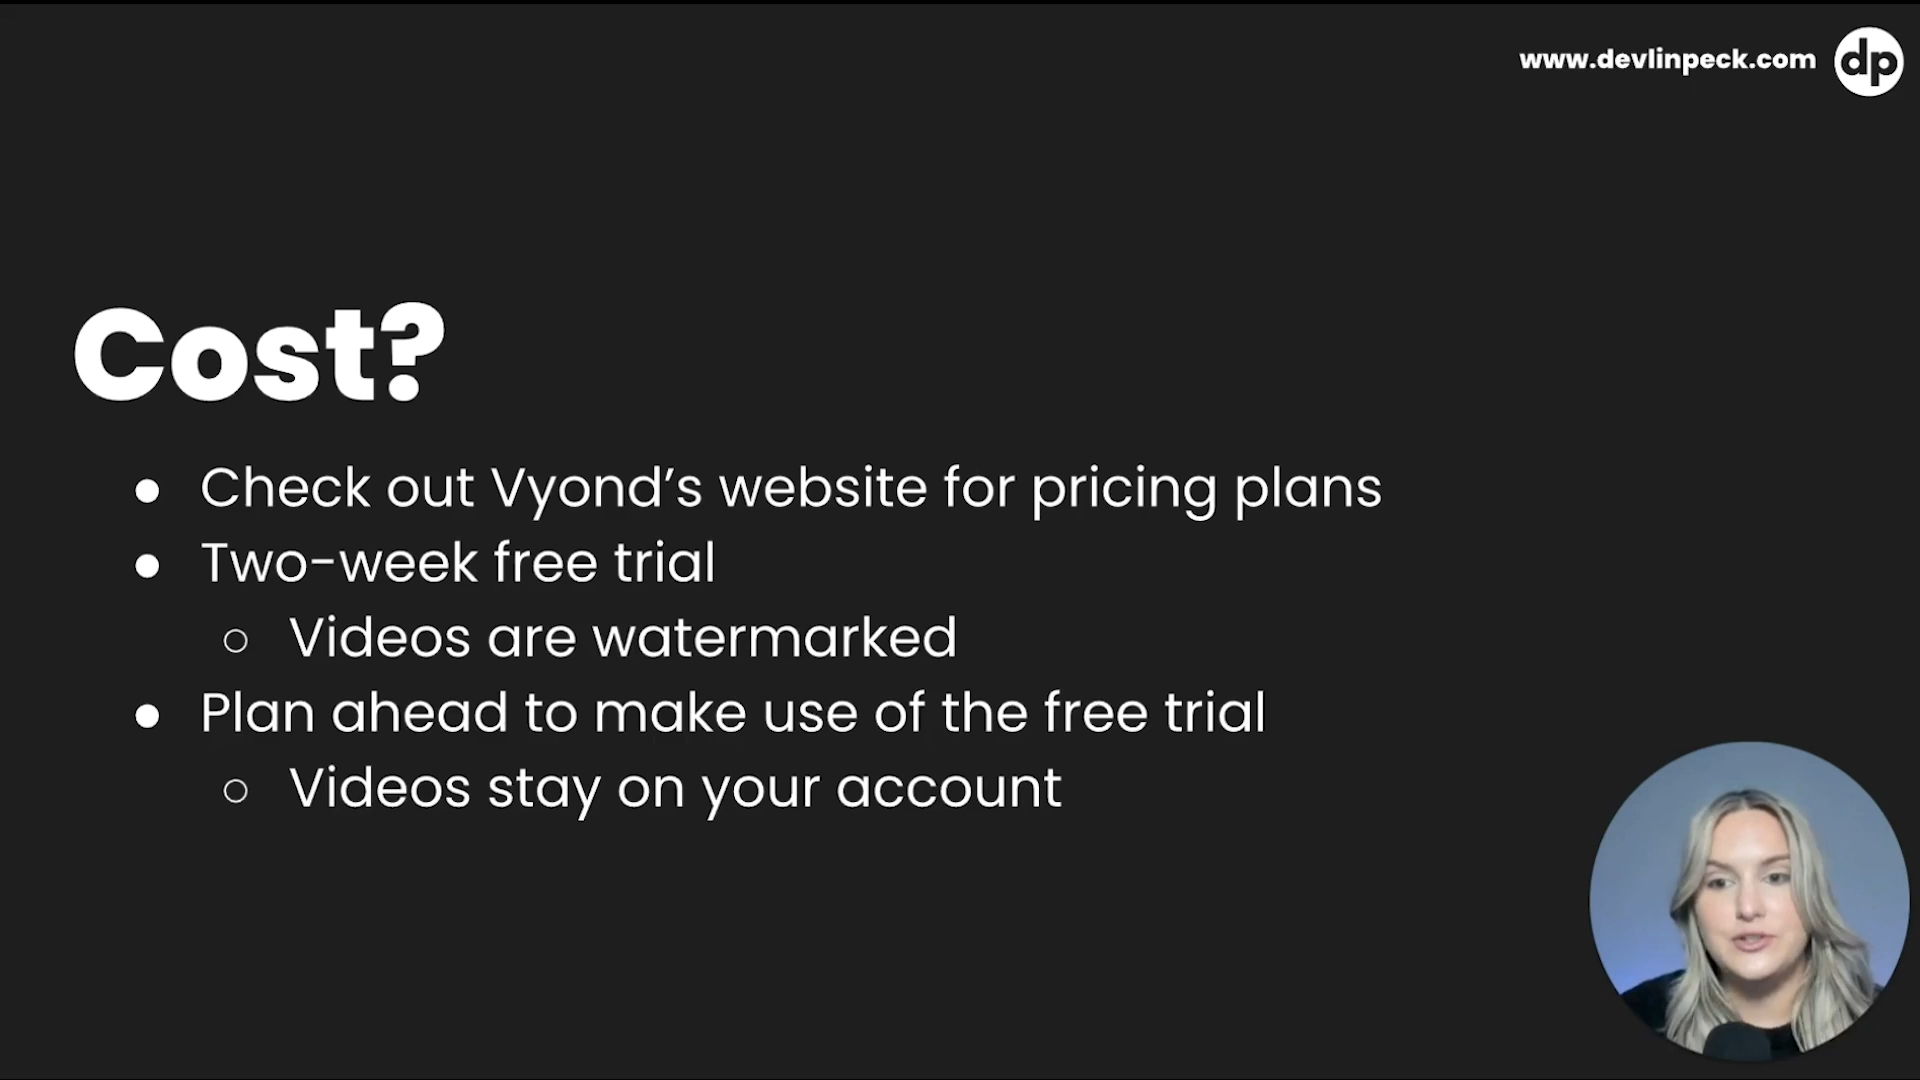 www.devlinpeck.com dp
Cost?
● Check out Vyond’s website for pricing plans
● Two-week free trial
○ Videos are watermarked
● Plan ahead to make use of the free trial
○ Videos stay on your account